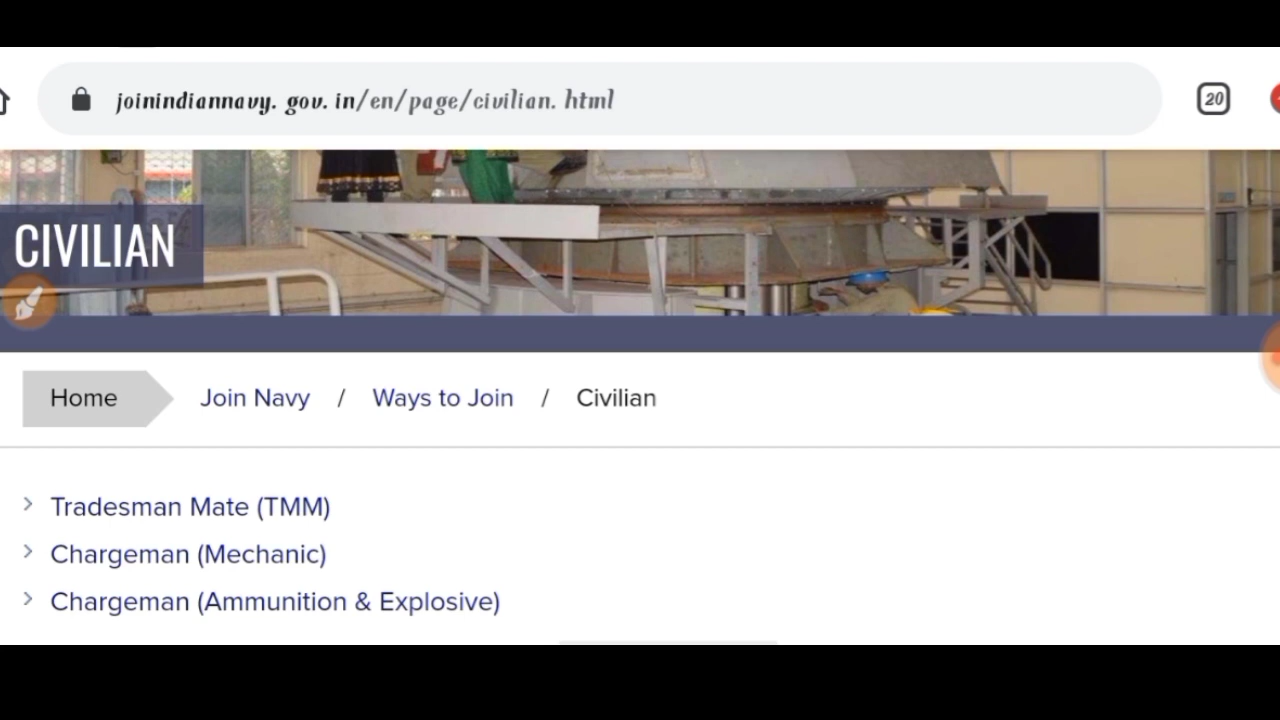 joinindiannavy. gov. in/en/page/civilian. html
20
CIVILIAN
Home Join Navy / Ways to Join / Civilian
Tradesman Mate (TMM)
Chargeman (Mechanic)
Chargeman (Ammunition & Explosive)